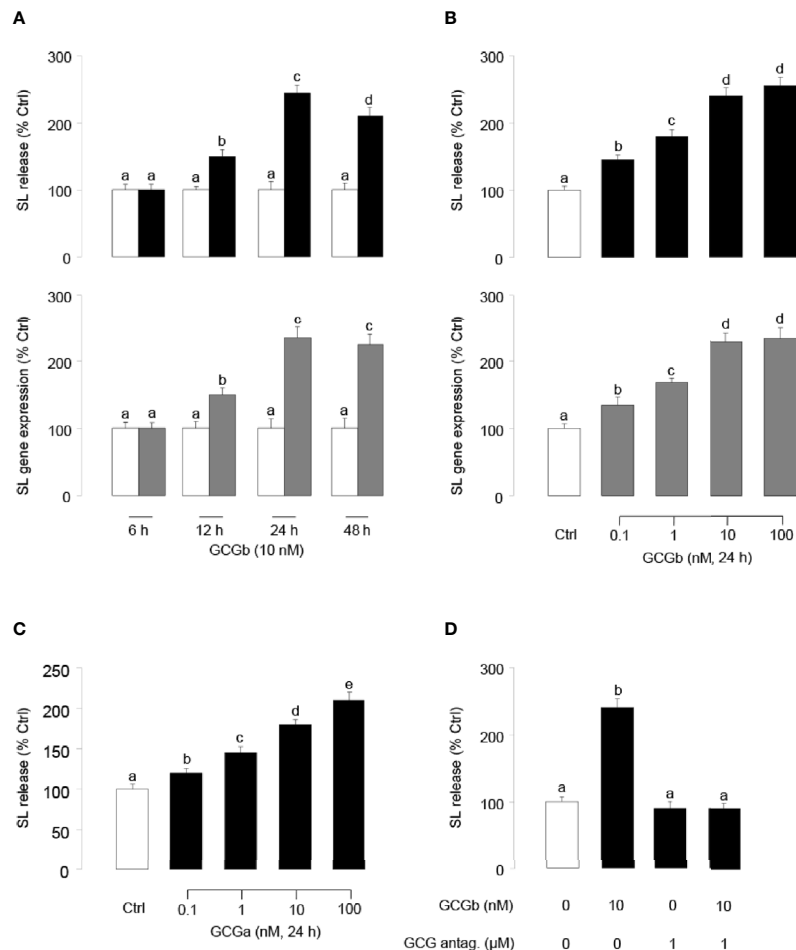 A
SL release (% Ctrl)
300
200
100
0
a a a b a c a d
SL gene expression (% Ctrl)
300
200
100
0
a a a b a c a c
6 h 12 h 24 h 48 h
GCGb (10 nM)
B
SL release (% Ctrl)
300
200
100
0
a b c d d
SL gene expression (% Ctrl)
300
200
100
0
a b c d d
Ctrl 0.1 1 10 100
GCGb (nM, 24 h)
C
SL release (% Ctrl)
250
200
150
100
50
0
a b c d e
Ctrl 0.1 1 10 100
GCGa (nM, 24 h)
D
SL release (% Ctrl)
300
200
100
0
a b a a
GCGb (nM) 0 10 0 10
GCG antag. (µM) 0 0 1 1